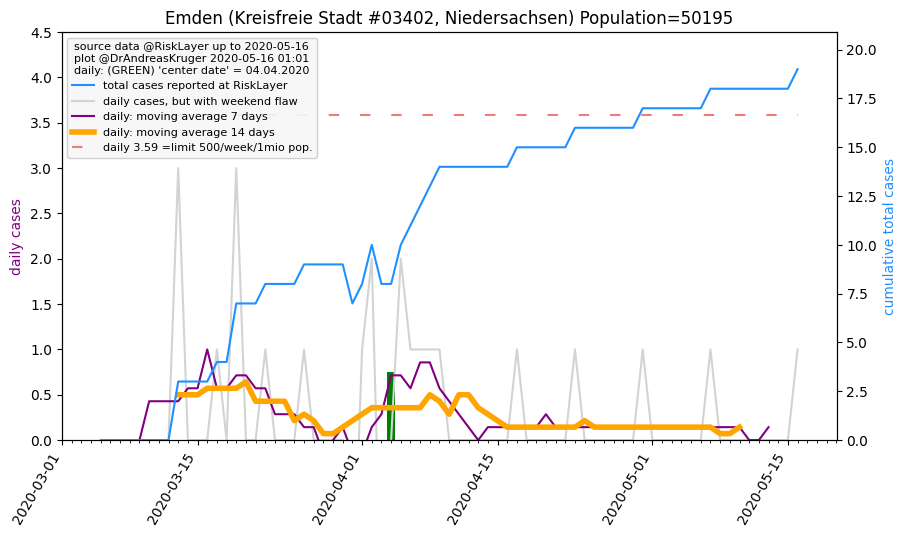 Emden (Kreisfreie Stadt #03402, Niedersachsen) Population=50195
source data @RiskLayer up to 2020-05-16
plot @DrAndreasKruger 2020-05-16 01:01
daily: (GREEN) 'center date' = 04.04.2020
total cases reported at RiskLayer
daily cases, but with weekend flaw
daily: moving average 7 days
daily: moving average 14 days
daily 3.59 =limit 500/week/1mio pop.
daily cases
4.5
4.0
3.5
3.0
2.5
2.0
1.5
1.0
0.5
0.0
20.0
17.5
15.0
12.5
10.0
7.5
5.0
2.5
0.0
cumulative total cases
2020-03-01
2020-03-15
2020-04-01
2020-04-15
2020-05-01
2020-05-15